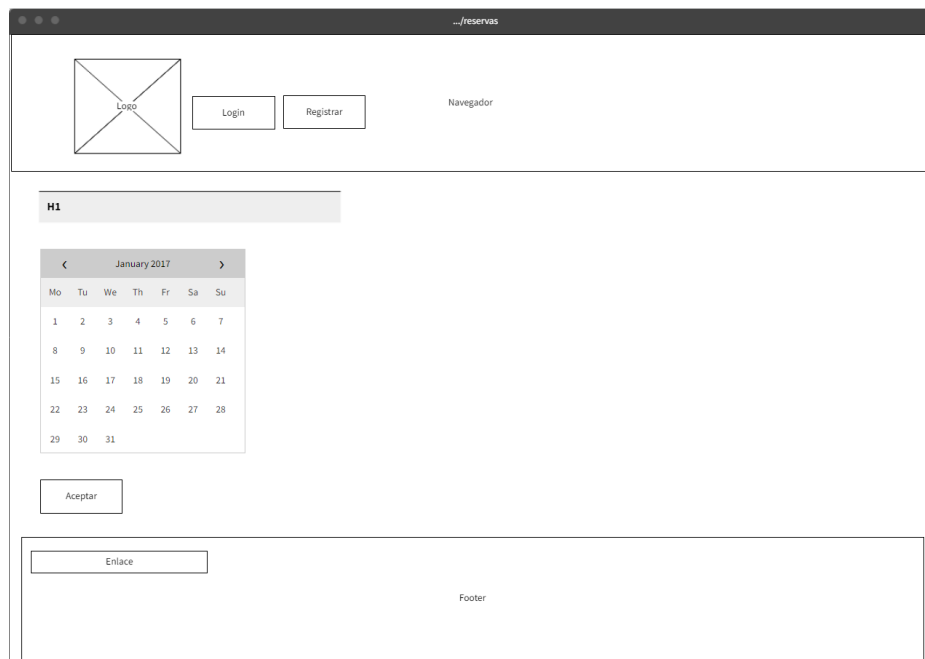 .../reservas
Logo
Login
Registrar
Navegador
H1
January 2017
Mo Tu We Th Fr Sa Su
1 2 3 4 5 6 7
8 9 10 11 12 13 14
15 16 17 18 19 20 21
22 23 24 25 26 27 28
29 30 31
Aceptar
Enlace
Footer